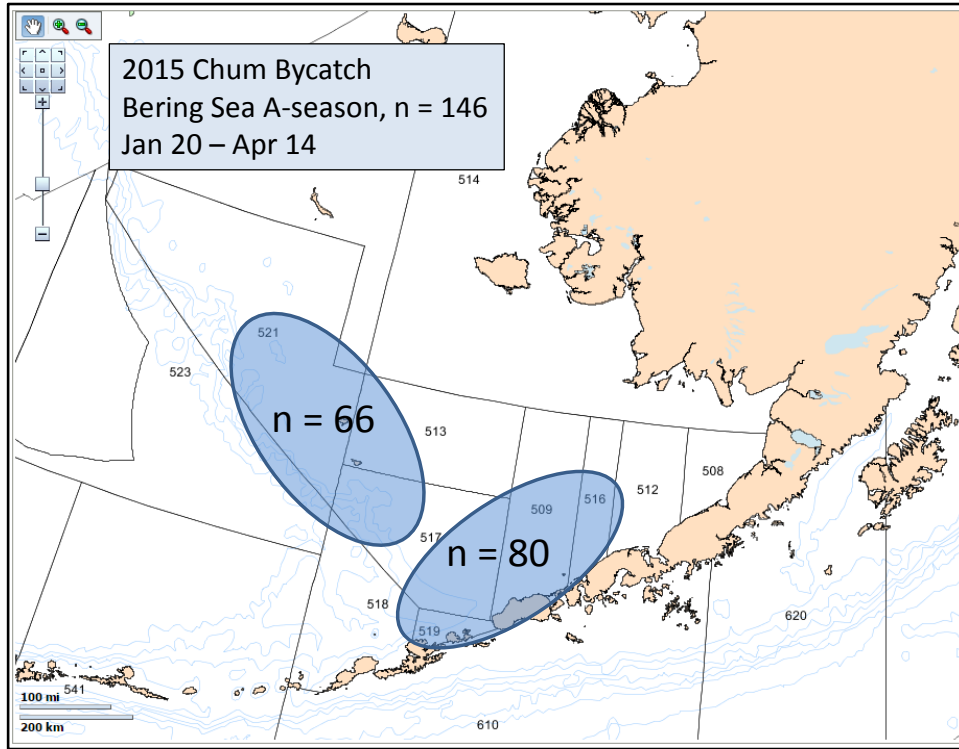 2015 Chum Bycatch
Bering Sea A-season, n = 146
Jan 20 – Apr 14
514
521
523
n = 66
513
508
512
516
509
517
n = 80
518
519
620
541
100 mi
200 km
610